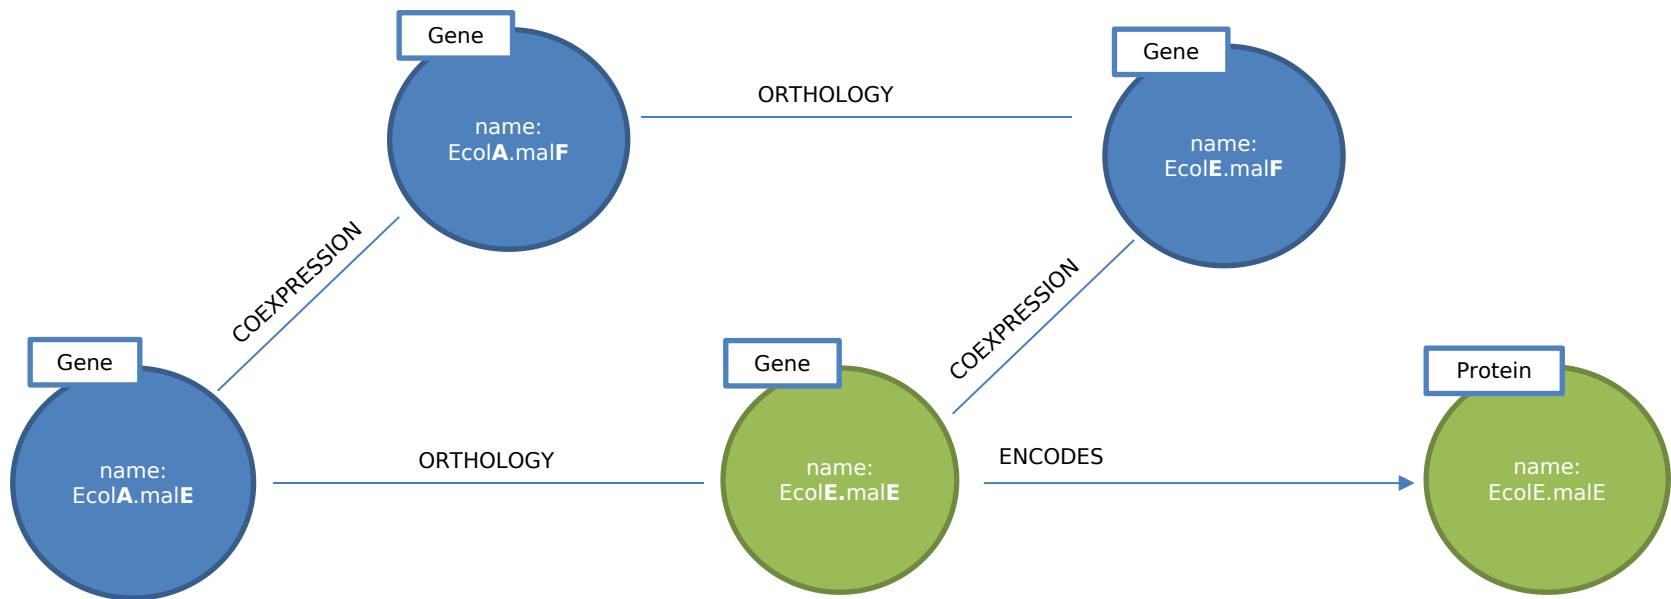 Gene
name:
EcolA.malF
ORTHOLOGY
Gene
name:
EcolE.malF
COEXPRESSION
COEXPRESSION
Gene
name:
EcolA.malE
ORTHOLOGY
Gene
name:
EcolE.malE
ENCODES
Protein
name:
EcolE.malE